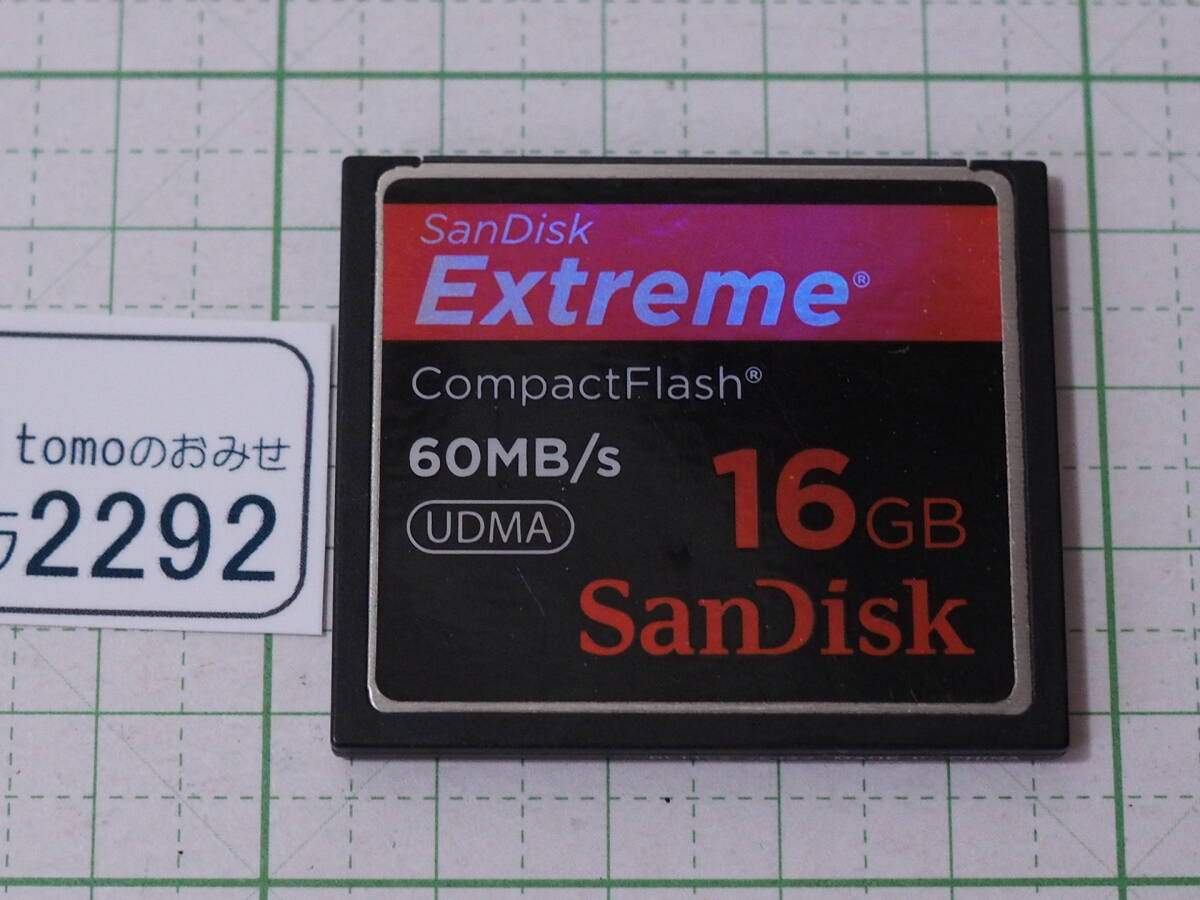 SanDisk
Extreme®
CompactFlash®
60MB/s
16GB
UDMA
SanDisk
tomoのおみせ
2292